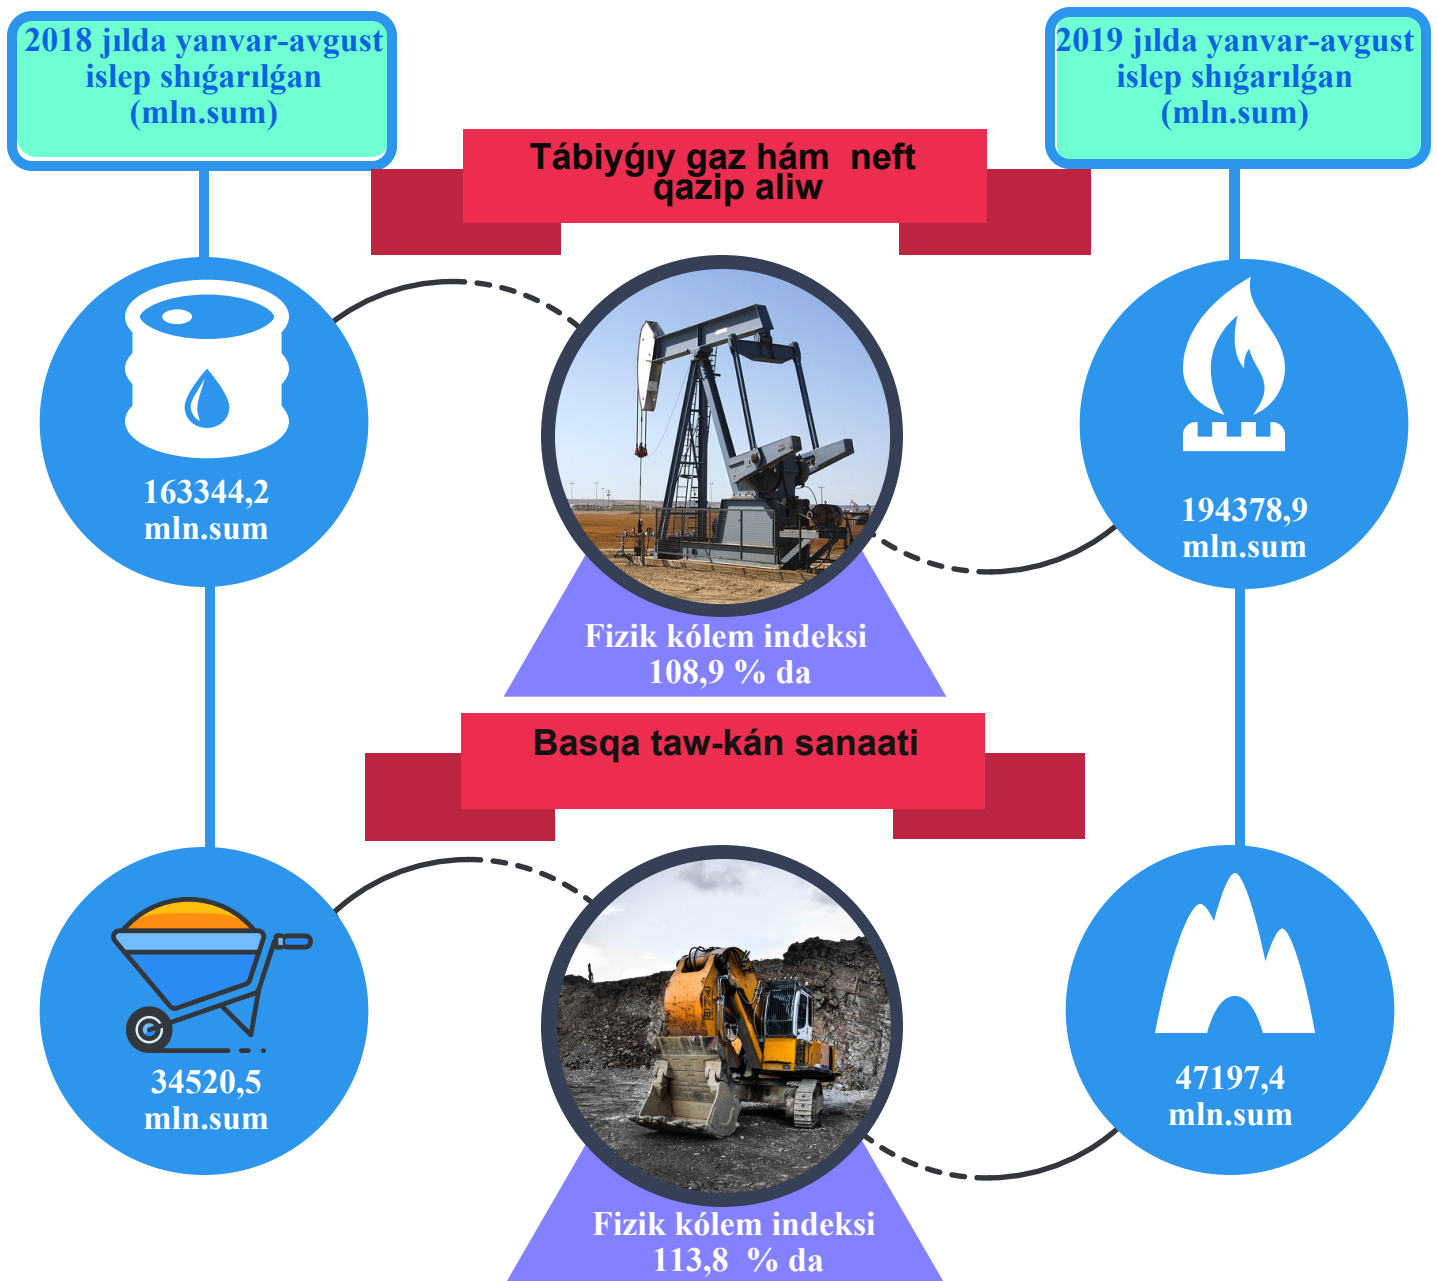 2018 jılda yanvar-avgust
islep shıǵarılǵan
(mln.sum)
2019 jılda yanvar-avgust
islep shıǵarılǵan
(mln.sum)
Tábiyǵıy gaz hám neft
qazip aliw
163344,2
mln.sum
194378,9
mln.sum
Fizik kólem indeksi
108,9 % da
Basqa taw-kán sanaati
34520,5
mln.sum
47197,4
mln.sum
Fizik kólem indeksi
113,8 % da